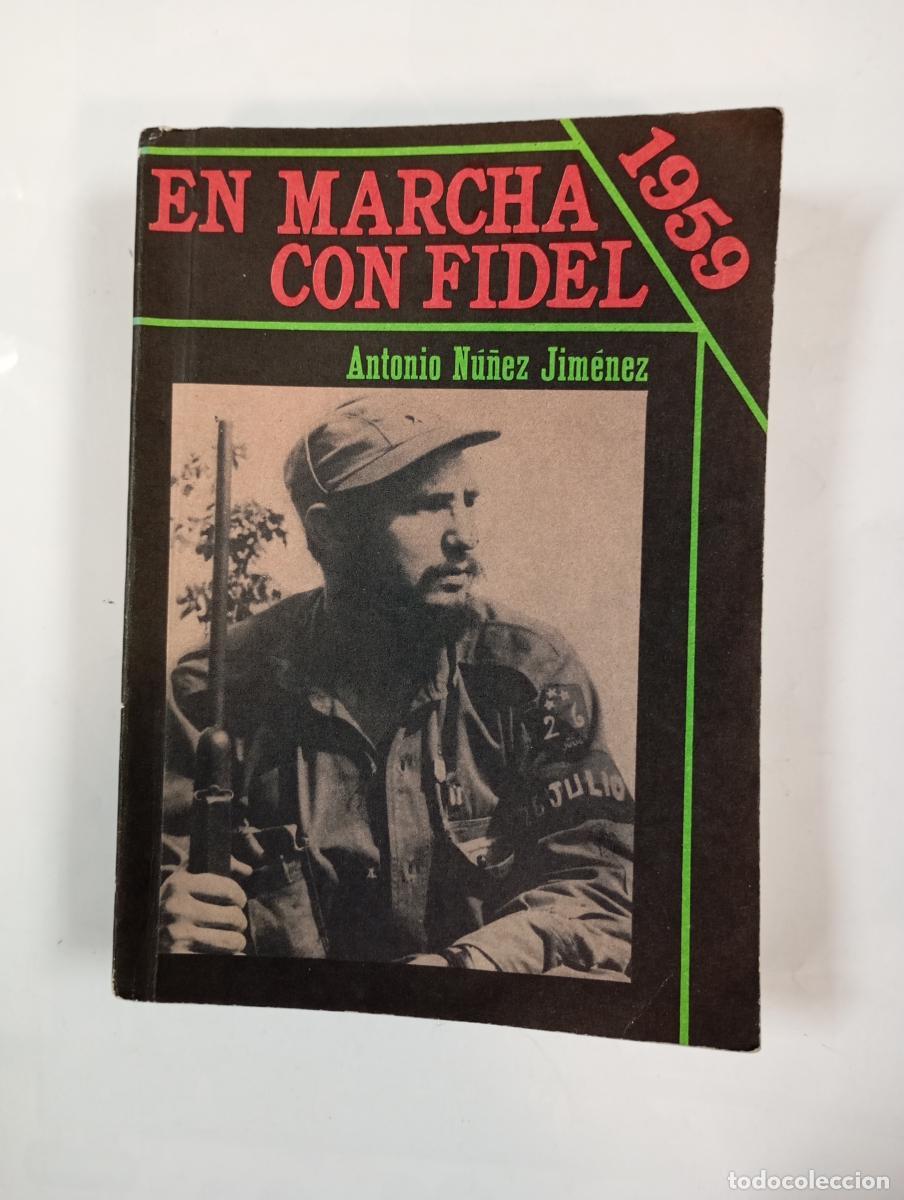 EN MARCHA
CON FIDEL
1959
Antonio Núñez Jiménez
26
26 JULIO
todocoleccion